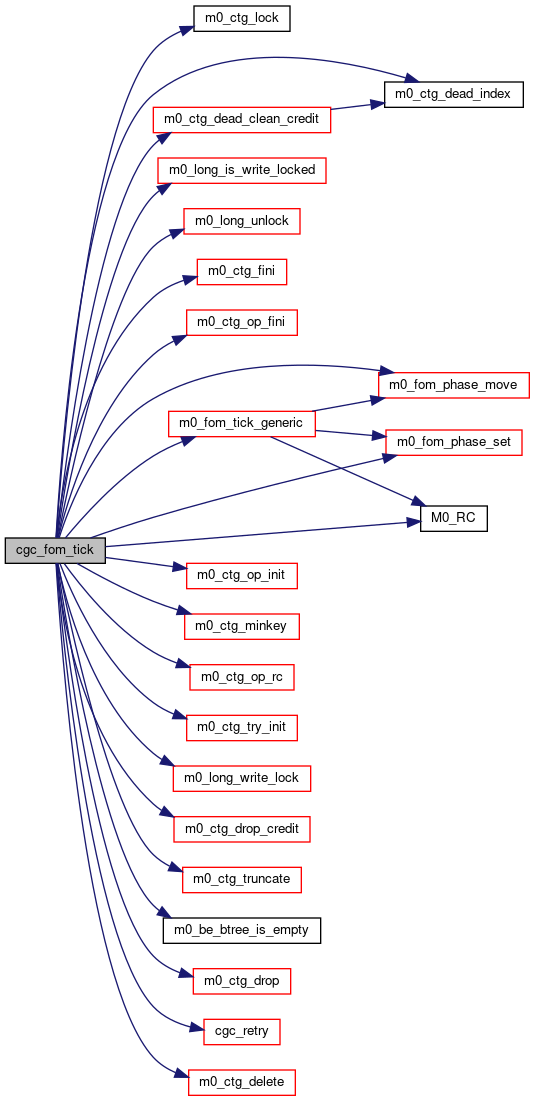 m0_ctg_lock
m0_ctg_dead_index
m0_ctg_dead_clean_credit
m0_long_is_write_locked
m0_long_unlock
m0_ctg_fini
m0_ctg_op_fini
m0_fom_phase_move
m0_fom_tick_generic
m0_fom_phase_set
M0_RC
cgc_fom_tick
m0_ctg_op_init
m0_ctg_minkey
m0_ctg_op_rc
m0_ctg_try_init
m0_long_write_lock
m0_ctg_drop_credit
m0_ctg_truncate
m0_be_btree_is_empty
m0_ctg_drop
cgc_retry
m0_ctg_delete